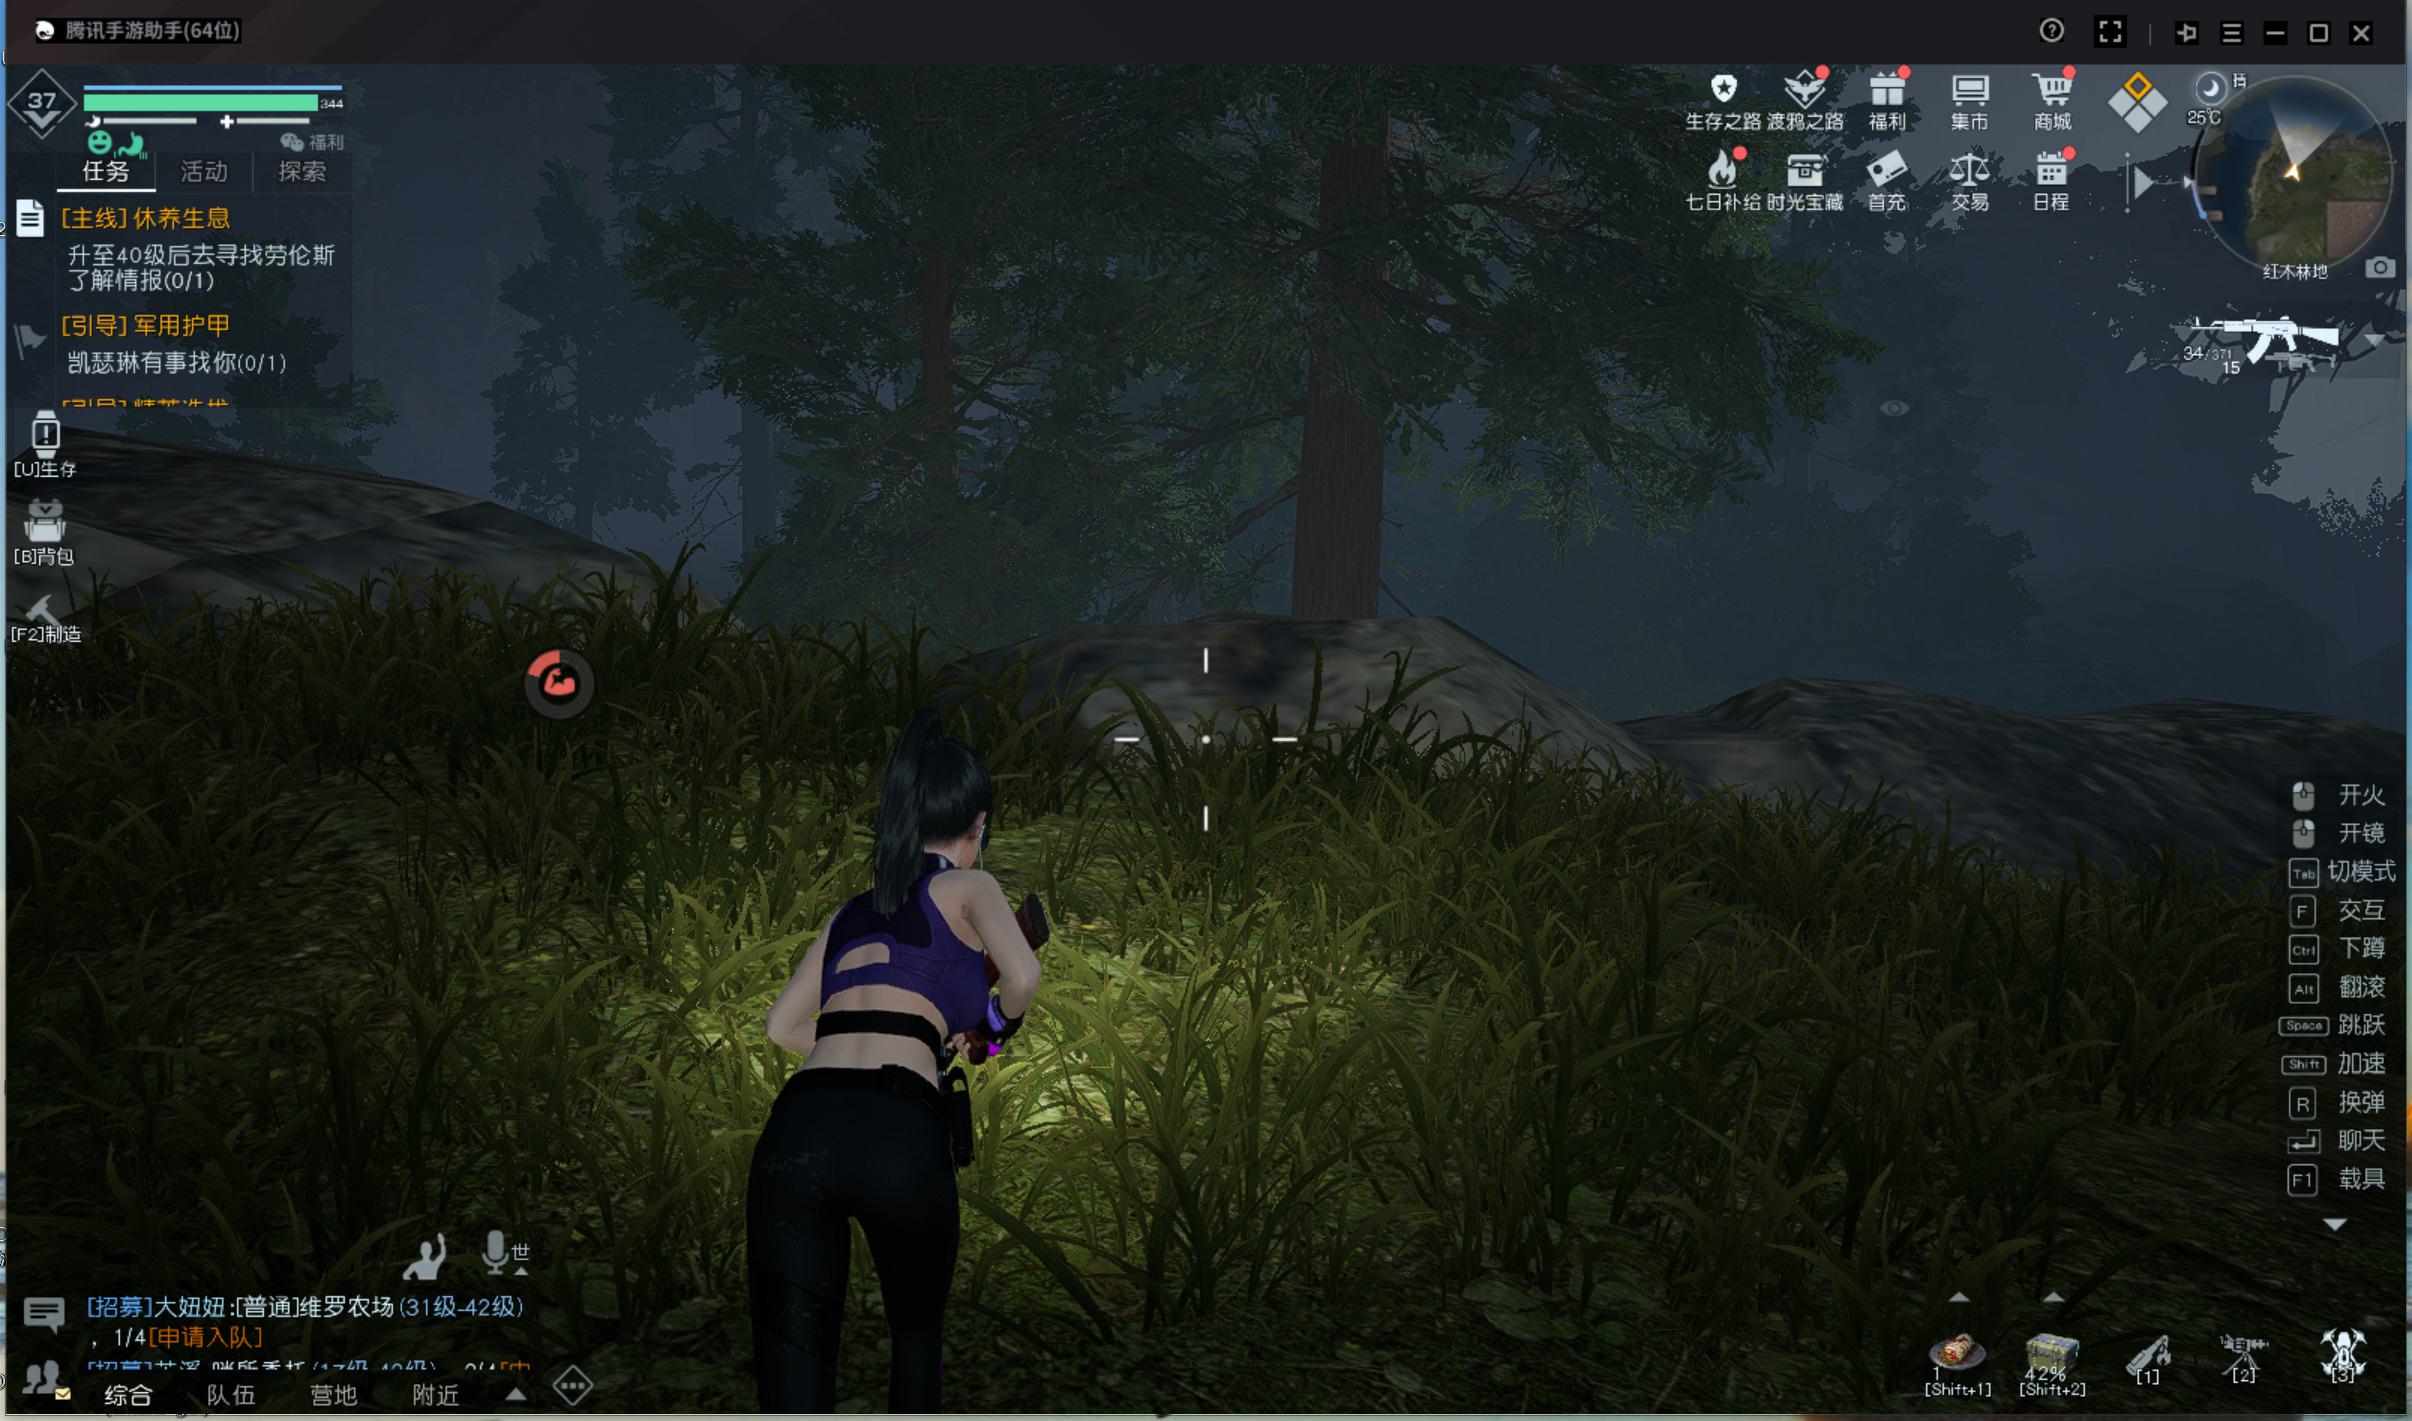 腾讯手游助手(64位)
37
344
福利
任务
活动
探索
[主线] 休养生息
升至40级后去寻找劳伦斯
了解情报(0/1)
[引导] 军用护甲
凯瑟琳有事找你(0/1)
[U]生存
[B]背包
[F2]制造
生存之路
渡鸦之路
福利
集市
商城
七日补给
时光宝藏
首充
交易
日程
25℃
红木林地
34/371
15
开火
开镜
Tab 切模式
F 交互
Ctrl 下蹲
Alt 翻滚
Space 跳跃
Shift 加速
R 换弹
聊天
F1 载具
世
[招募]大妞妞:[普通]维罗农场(31级-42级)
，1/4[申请入队]
综合
队伍
营地
附近
1
[Shift+1]
42%
[Shift+2]
[1]
[2]
[3]